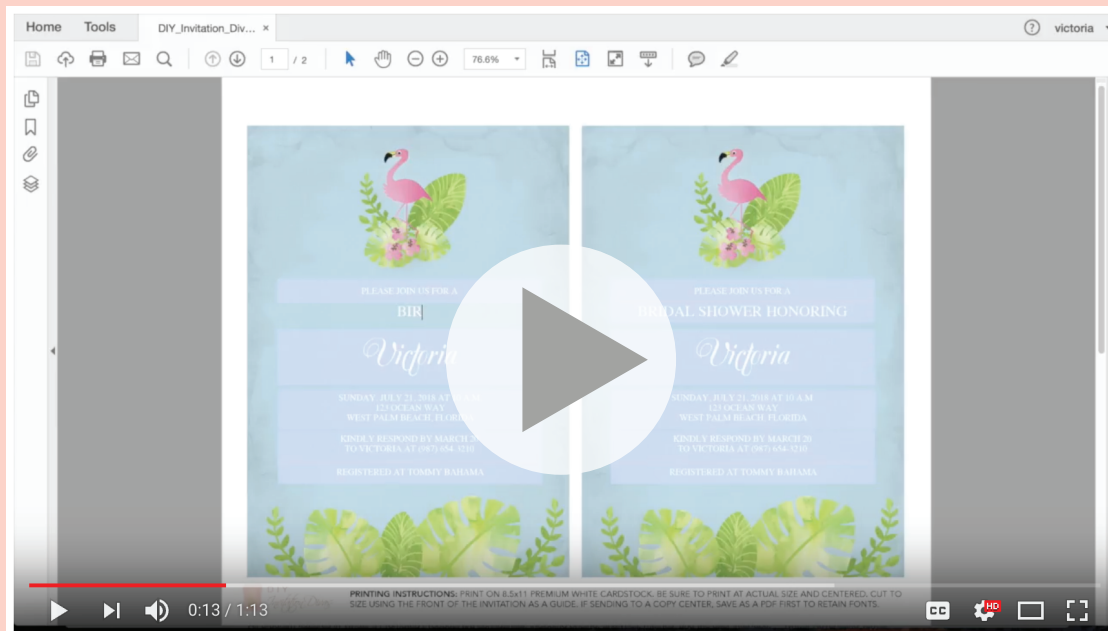 Home
Tools
DIY_Invitation_Div... ×
? victoria
1 / 2
76.6%
PLEASE JOIN US FOR A
BIR
Victoria
SUNDAY, JULY 21, 2018 AT
123 OCEAN WAY
WEST PALM BEACH, FLORIDA
KINDLY RESPOND BY MARCH 20
TO VICTORIA AT (987) 654-3210
REGISTERED AT TOMMY BAHAMA
PLEASE JOIN US FOR A
BRIDAL SHOWER HONORING
Victoria
SUNDAY, JULY 21, 2018 AT 10 A.M
123 OCEAN WAY
WEST PALM BEACH, FLORIDA
KINDLY RESPOND BY MARCH 20
TO VICTORIA AT (987) 654-3210
REGISTERED AT TOMMY BAHAMA
PRINTING INSTRUCTIONS: PRINT ON 8.5x11 PREMIUM WHITE CARDSTOCK. BE SURE TO PRINT AT ACTUAL SIZE AND CENTERED. CUT TO
SIZE USING THE FRONT OF THE INVITATION AS A GUIDE. IF SENDING TO A COPY CENTER, SAVE AS A PDF FIRST TO RETAIN FONTS.
0:13 / 1:13
CC
HD